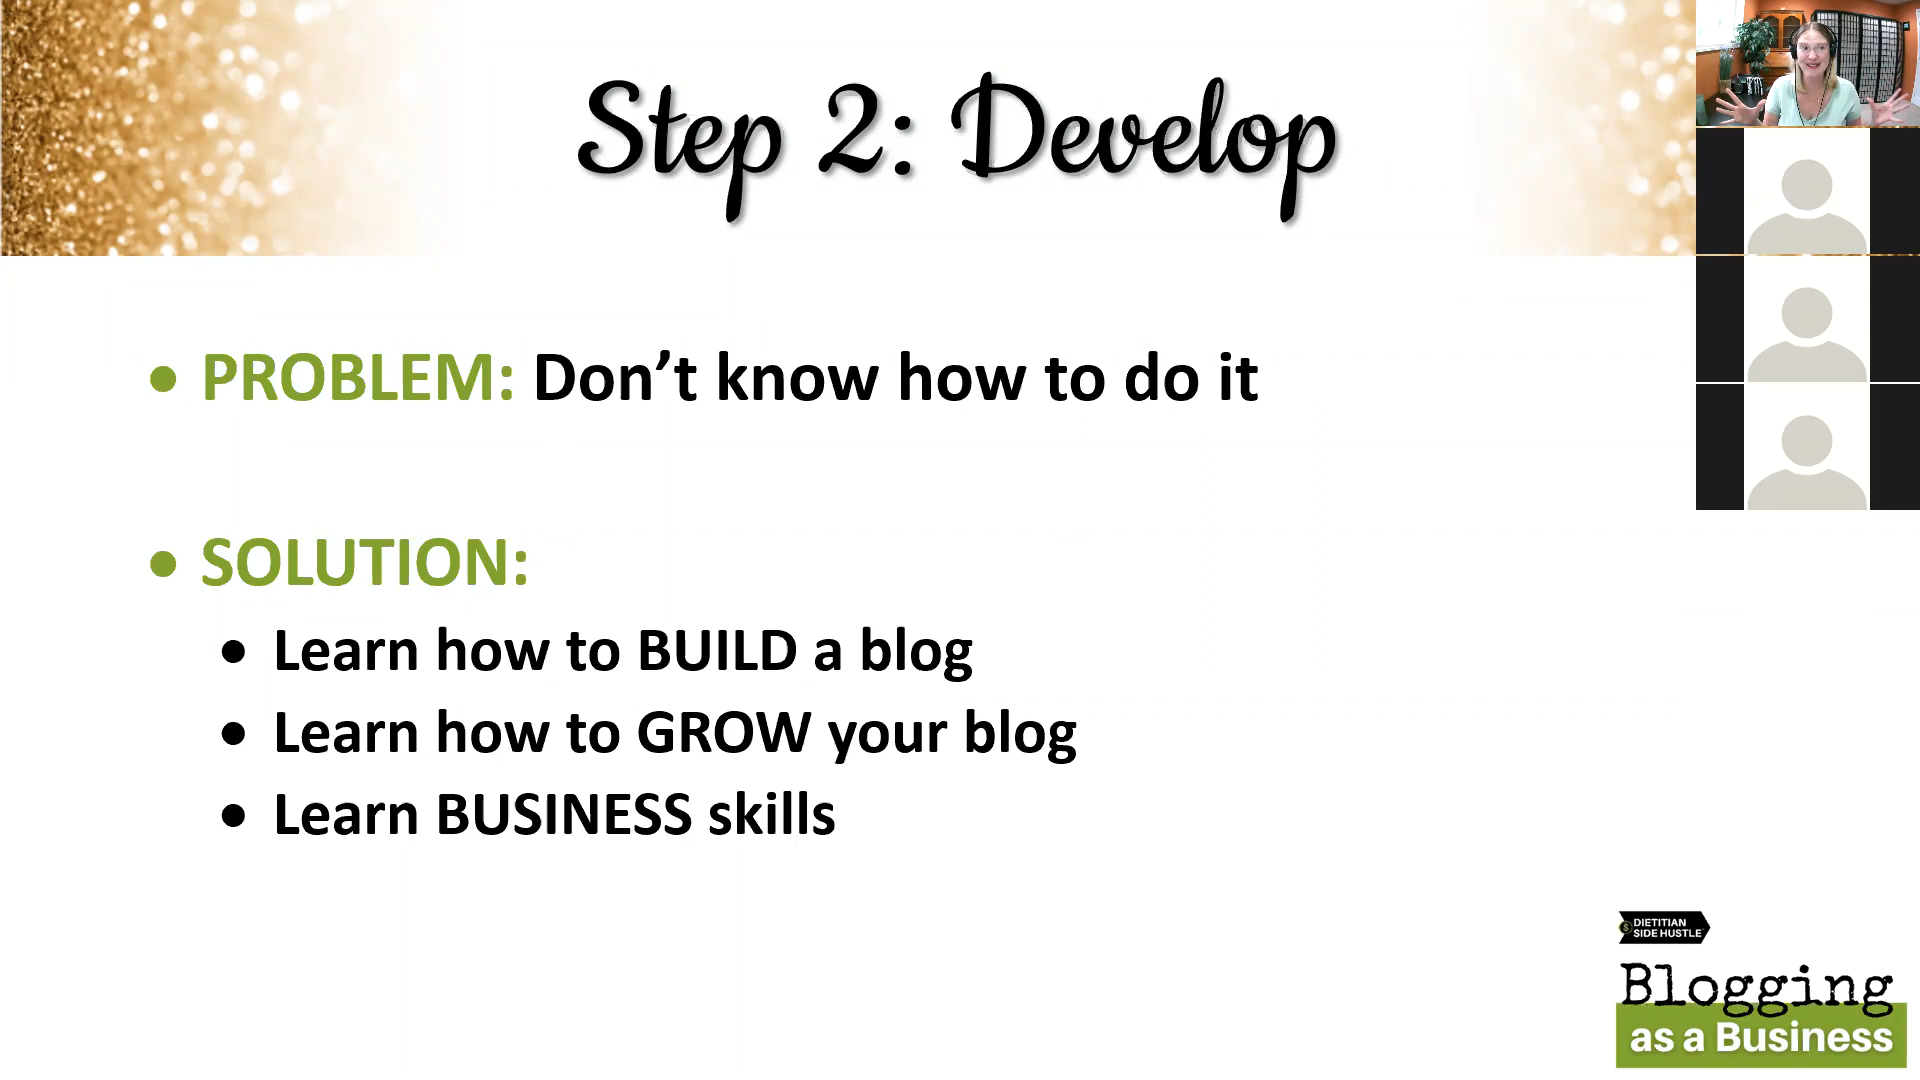 Step 2: Develop
• PROBLEM: Don’t know how to do it
• SOLUTION:
• Learn how to BUILD a blog
• Learn how to GROW your blog
• Learn BUSINESS skills
$
DIETITIAN
SIDE HUSTLE
Blogging
as a Business